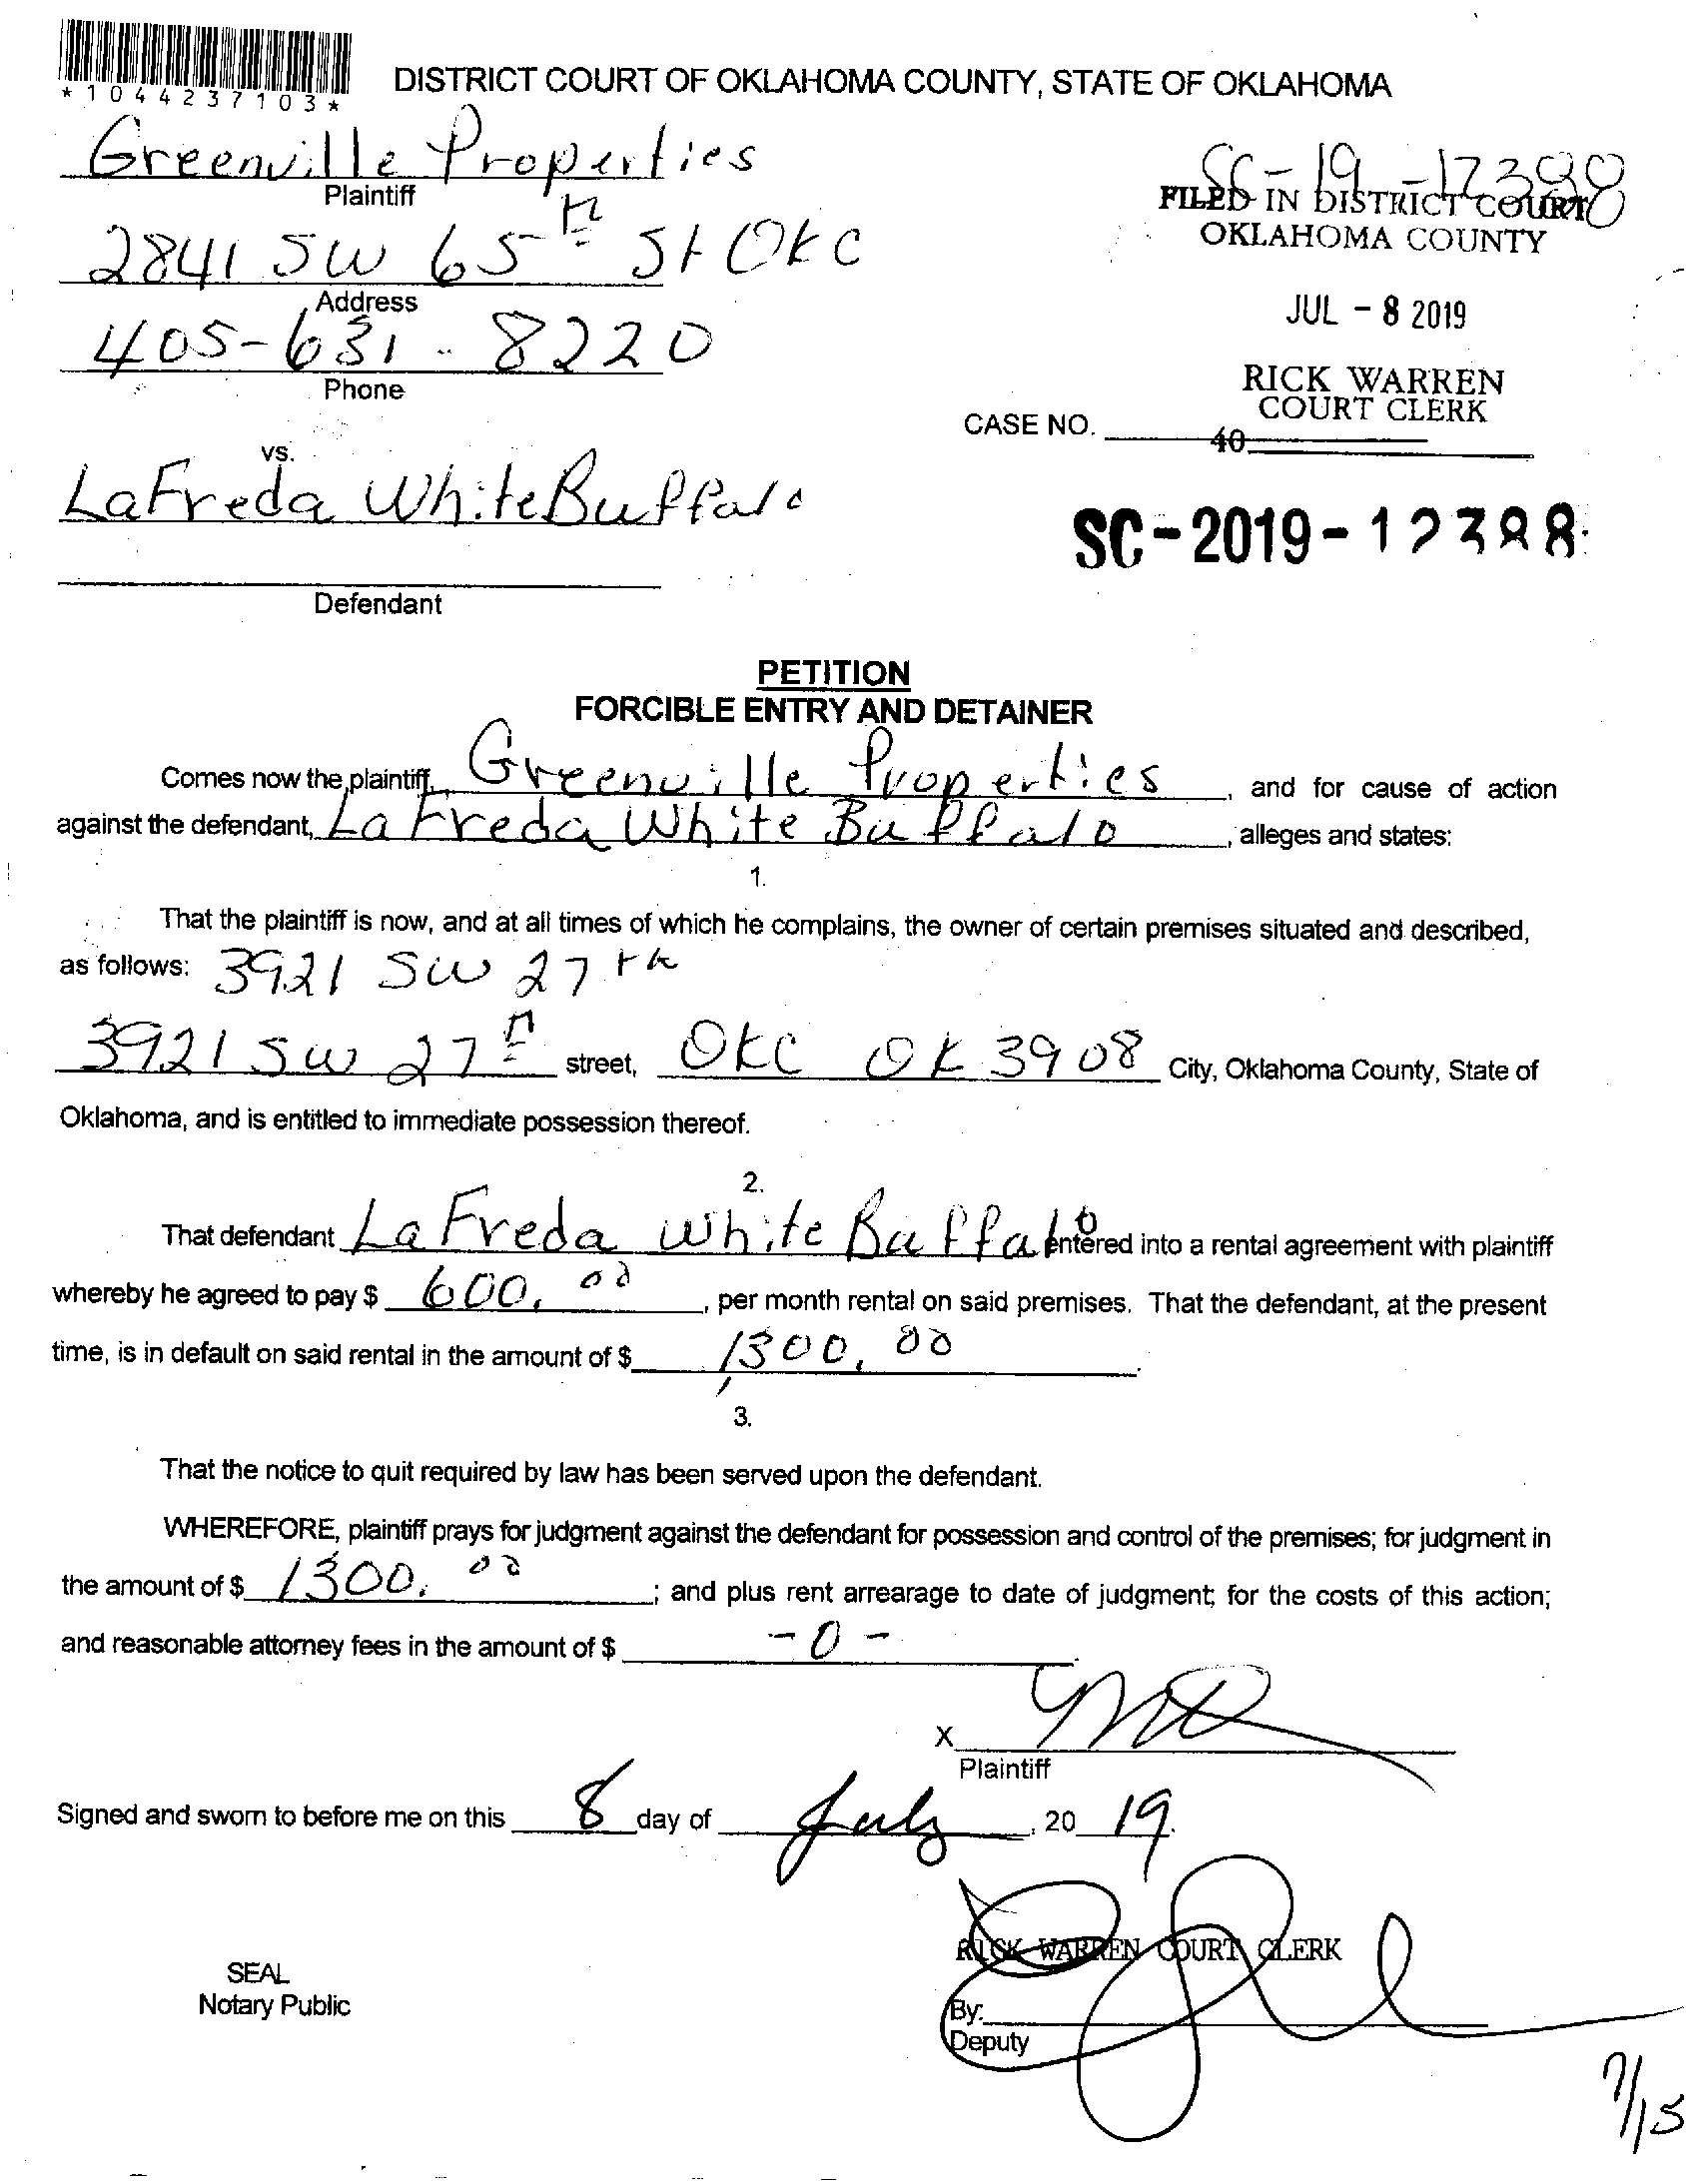 *1044237103*
DISTRICT COURT OF OKLAHOMA COUNTY, STATE OF OKLAHOMA
Greenville Properties
Plaintiff
SC-19-12388
FILED IN DISTRICT COURT
OKLAHOMA COUNTY
2841 SW 65th St OKC
Address
JUL - 8 2019
405-631-8220
Phone
RICK WARREN
COURT CLERK
CASE NO.
40
vs.
LaFreda WhiteBuffalo
SC-2019-12388
Defendant
PETITION
FORCIBLE ENTRY AND DETAINER
Comes now the plaintiff, Greenville Properties, and for cause of action
against the defendant, LaFreda White Buffalo, alleges and states:
1.
That the plaintiff is now, and at all times of which he complains, the owner of certain premises situated and described,
as follows: 3921 SW 27th
3921 SW 27th street, OKC OK 3908 City, Oklahoma County, State of
Oklahoma, and is entitled to immediate possession thereof.
2.
That defendant LaFreda White Buffalo entered into a rental agreement with plaintiff
whereby he agreed to pay $ 600.00, per month rental on said premises. That the defendant, at the present
time, is in default on said rental in the amount of $ 1300.00.
3.
That the notice to quit required by law has been served upon the defendant.
WHEREFORE, plaintiff prays for judgment against the defendant for possession and control of the premises; for judgment in
the amount of $ 1300.00; and plus rent arrearage to date of judgment; for the costs of this action;
and reasonable attorney fees in the amount of $ -0-.
X
Plaintiff
Signed and sworn to before me on this 8 day of July, 2019.
RICK WARREN COURT CLERK
SEAL
Notary Public
By:
Deputy
7/15